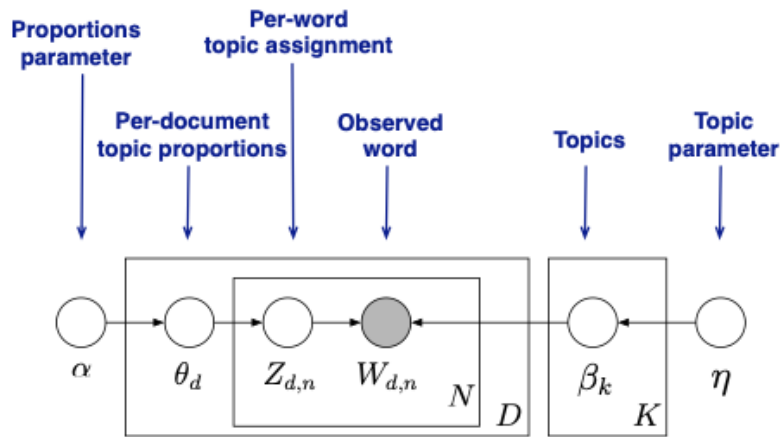 Proportions
parameter
Per-word
topic assignment
Per-document
topic proportions
Observed
word
Topics
Topic
parameter
α
θ_d
Z_{d,n}
W_{d,n}
N
D
β_k
K
η